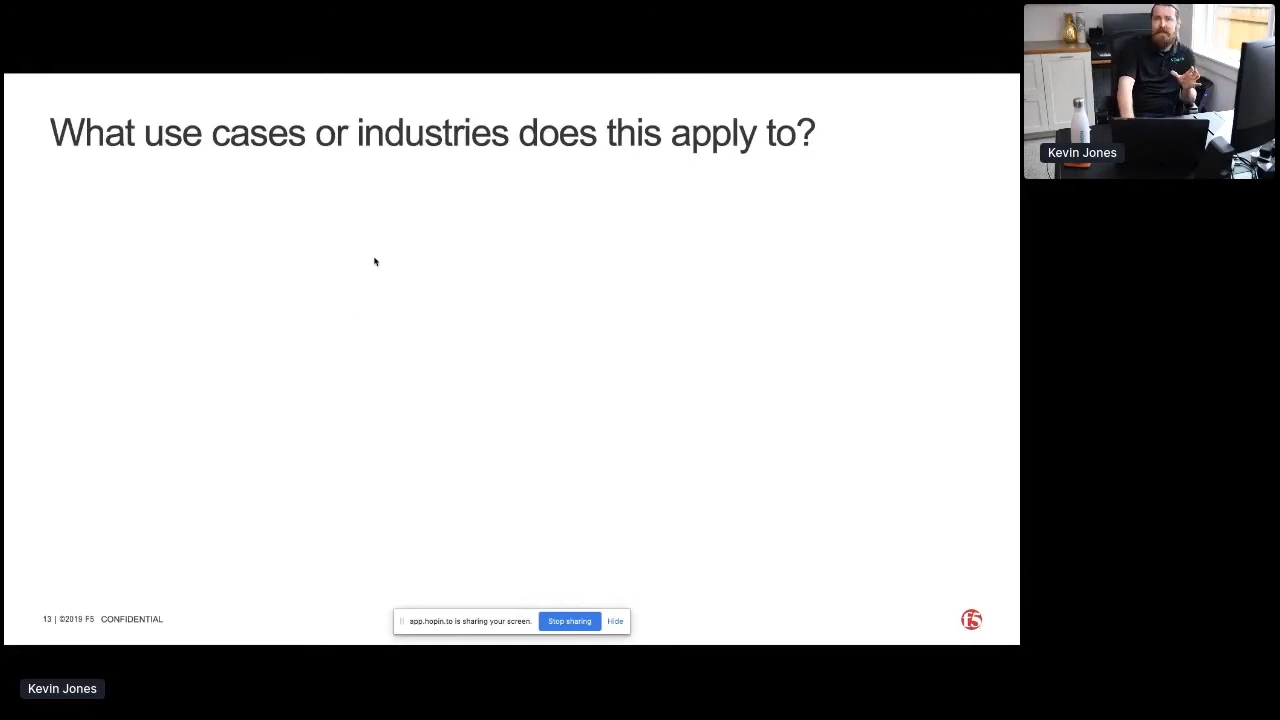 What use cases or industries does this apply to?
Kevin Jones
13 | ©2019 F5 CONFIDENTIAL
app.hopin.to is sharing your screen. Stop sharing Hide
f5
Kevin Jones